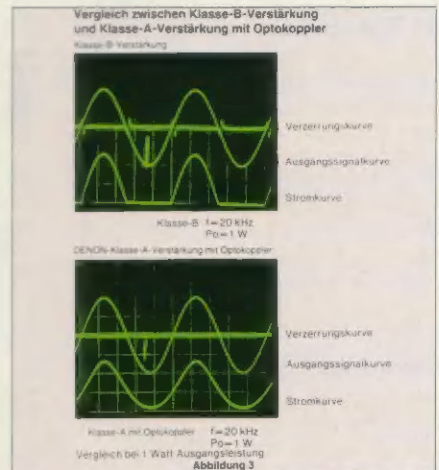 Vergleich zwischen Klasse-B-Verstärkung
und Klasse-A-Verstärkung mit Optokoppler
Klasse-B-Verstärkung
Verzerrungskurve
Ausgangssignalkurve
Stromkurve
Klasse-B f=20 kHz
Po=1 W
DENON-Klasse-A-Verstärkung mit Optokoppler
Verzerrungskurve
Ausgangssignalkurve
Stromkurve
Klasse-A mit Optokoppler f=20 kHz
Po=1 W
Vergleich bei 1 Watt Ausgangsleistung
Abbildung 3